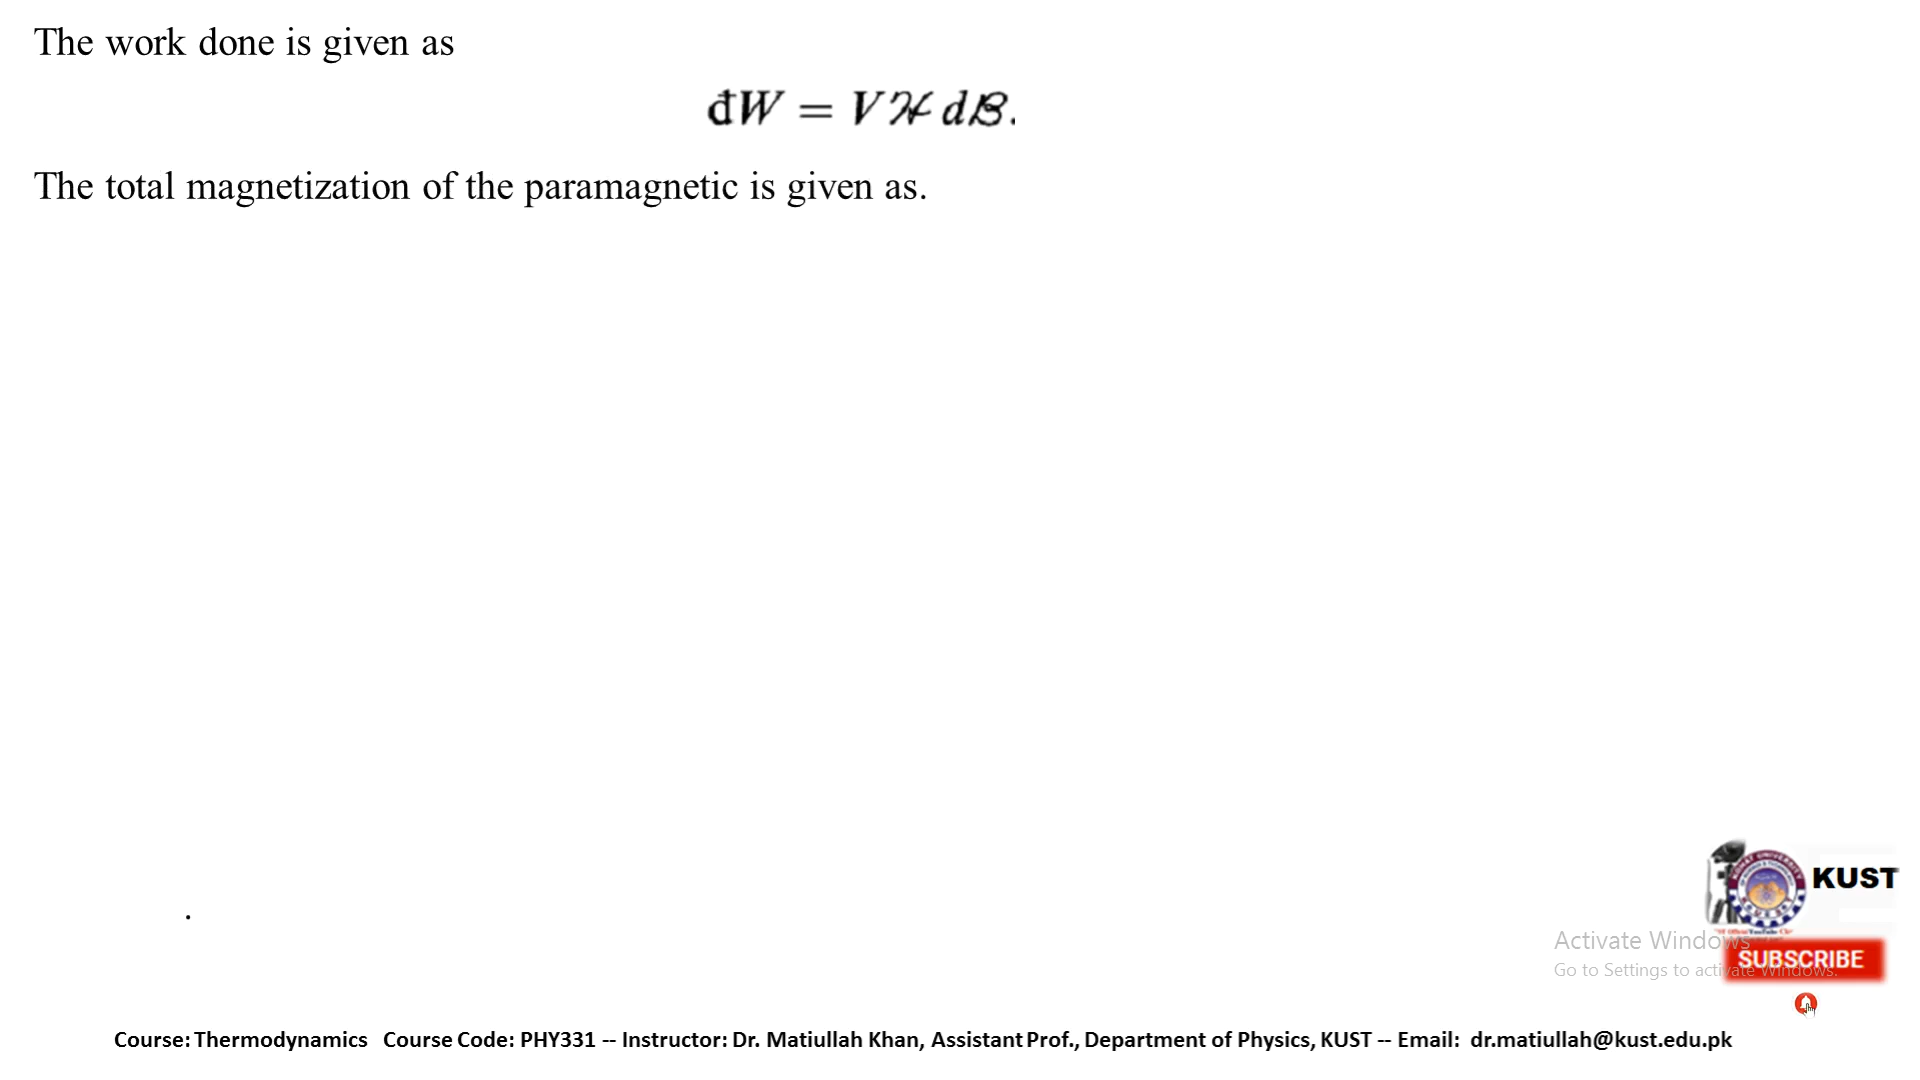 The work done is given as
đW = V ℋ dℬ.
The total magnetization of the paramagnetic is given as.
.
KUST
Activate Windows
SUBSCRIBE
Go to Settings to activate Windows.
Course: Thermodynamics Course Code: PHY331 -- Instructor: Dr. Matiullah Khan, Assistant Prof., Department of Physics, KUST -- Email: dr.matiullah@kust.edu.pk